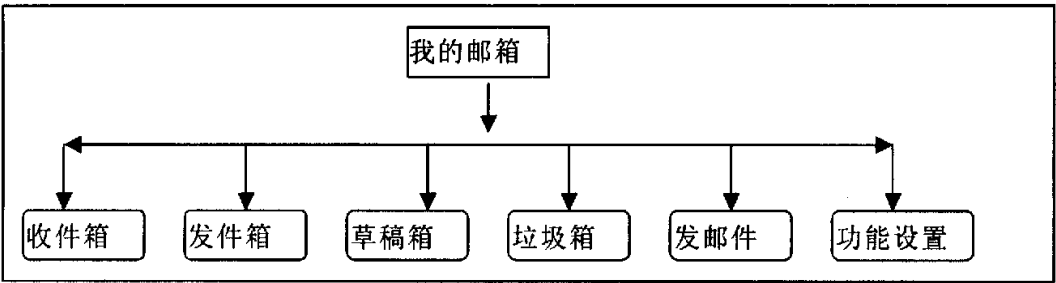 我的邮箱
收件箱
发件箱
草稿箱
垃圾箱
发邮件
功能设置